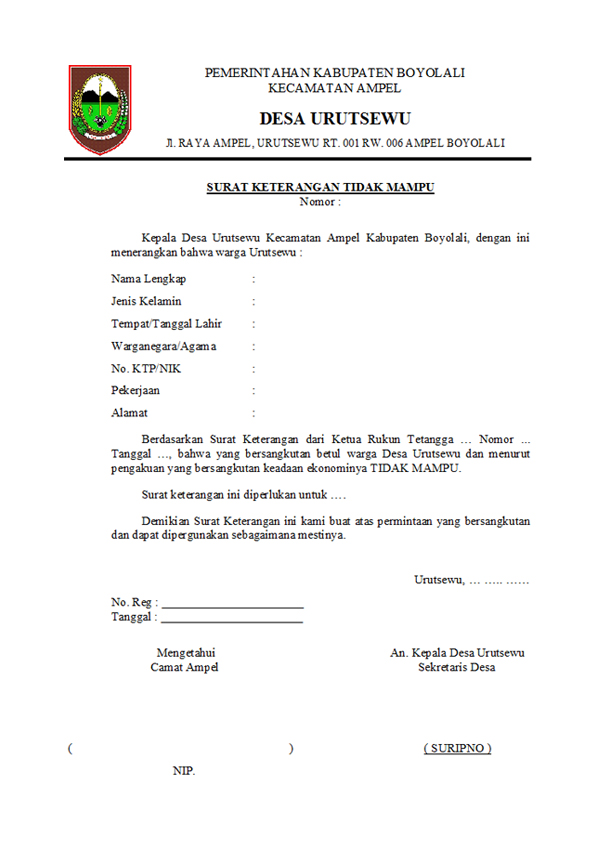 PEMERINTAHAN KABUPATEN BOYOLALI
KECAMATAN AMPEL
DESA URUTSEWU
Jl. RAYA AMPEL, URUTSEWU RT. 001 RW. 006 AMPEL BOYOLALI
SURAT KETERANGAN TIDAK MAMPU
Nomor :
Kepala Desa Urutsewu Kecamatan Ampel Kabupaten Boyolali, dengan ini
menerangkan bahwa warga Urutsewu :
Nama Lengkap :
Jenis Kelamin :
Tempat/Tanggal Lahir :
Warganegara/Agama :
No. KTP/NIK :
Pekerjaan :
Alamat :
Berdasarkan Surat Keterangan dari Ketua Rukun Tetangga … Nomor ...
Tanggal …, bahwa yang bersangkutan betul warga Desa Urutsewu dan menurut
pengakuan yang bersangkutan keadaan ekonominya TIDAK MAMPU.
Surat keterangan ini diperlukan untuk ….
Demikian Surat Keterangan ini kami buat atas permintaan yang bersangkutan
dan dapat dipergunakan sebagaimana mestinya.
Urutsewu, … ….. ……
No. Reg : ______________________
Tanggal : ______________________
Mengetahui An. Kepala Desa Urutsewu
Camat Ampel Sekretaris Desa
( ) ( SURIPNO )
NIP.